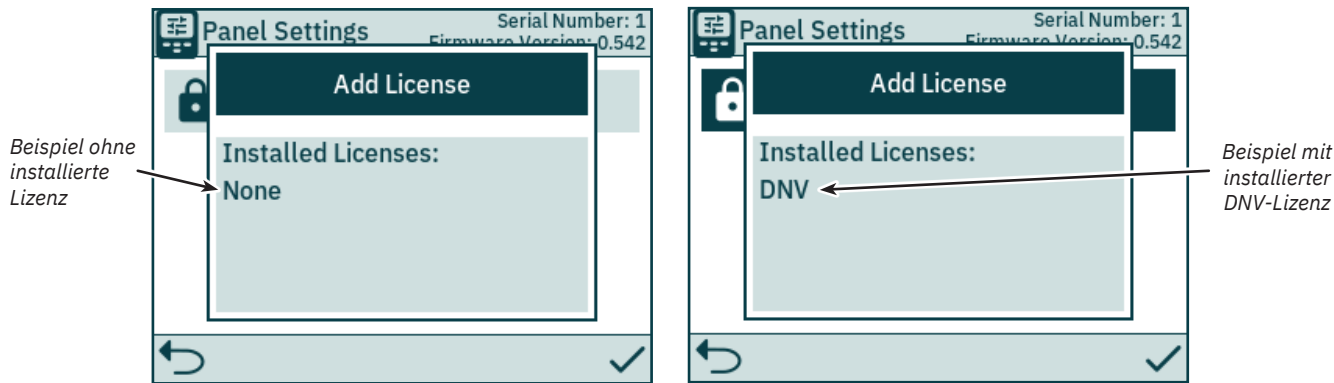 Panel Settings
Serial Number: 1
Firmware Version: 0.542
Add License
Installed Licenses:
None
Beispiel ohne
installierte
Lizenz
Panel Settings
Serial Number: 1
Firmware Version: 0.542
Add License
Installed Licenses:
DNV
Beispiel mit
installierter
DNV-Lizenz